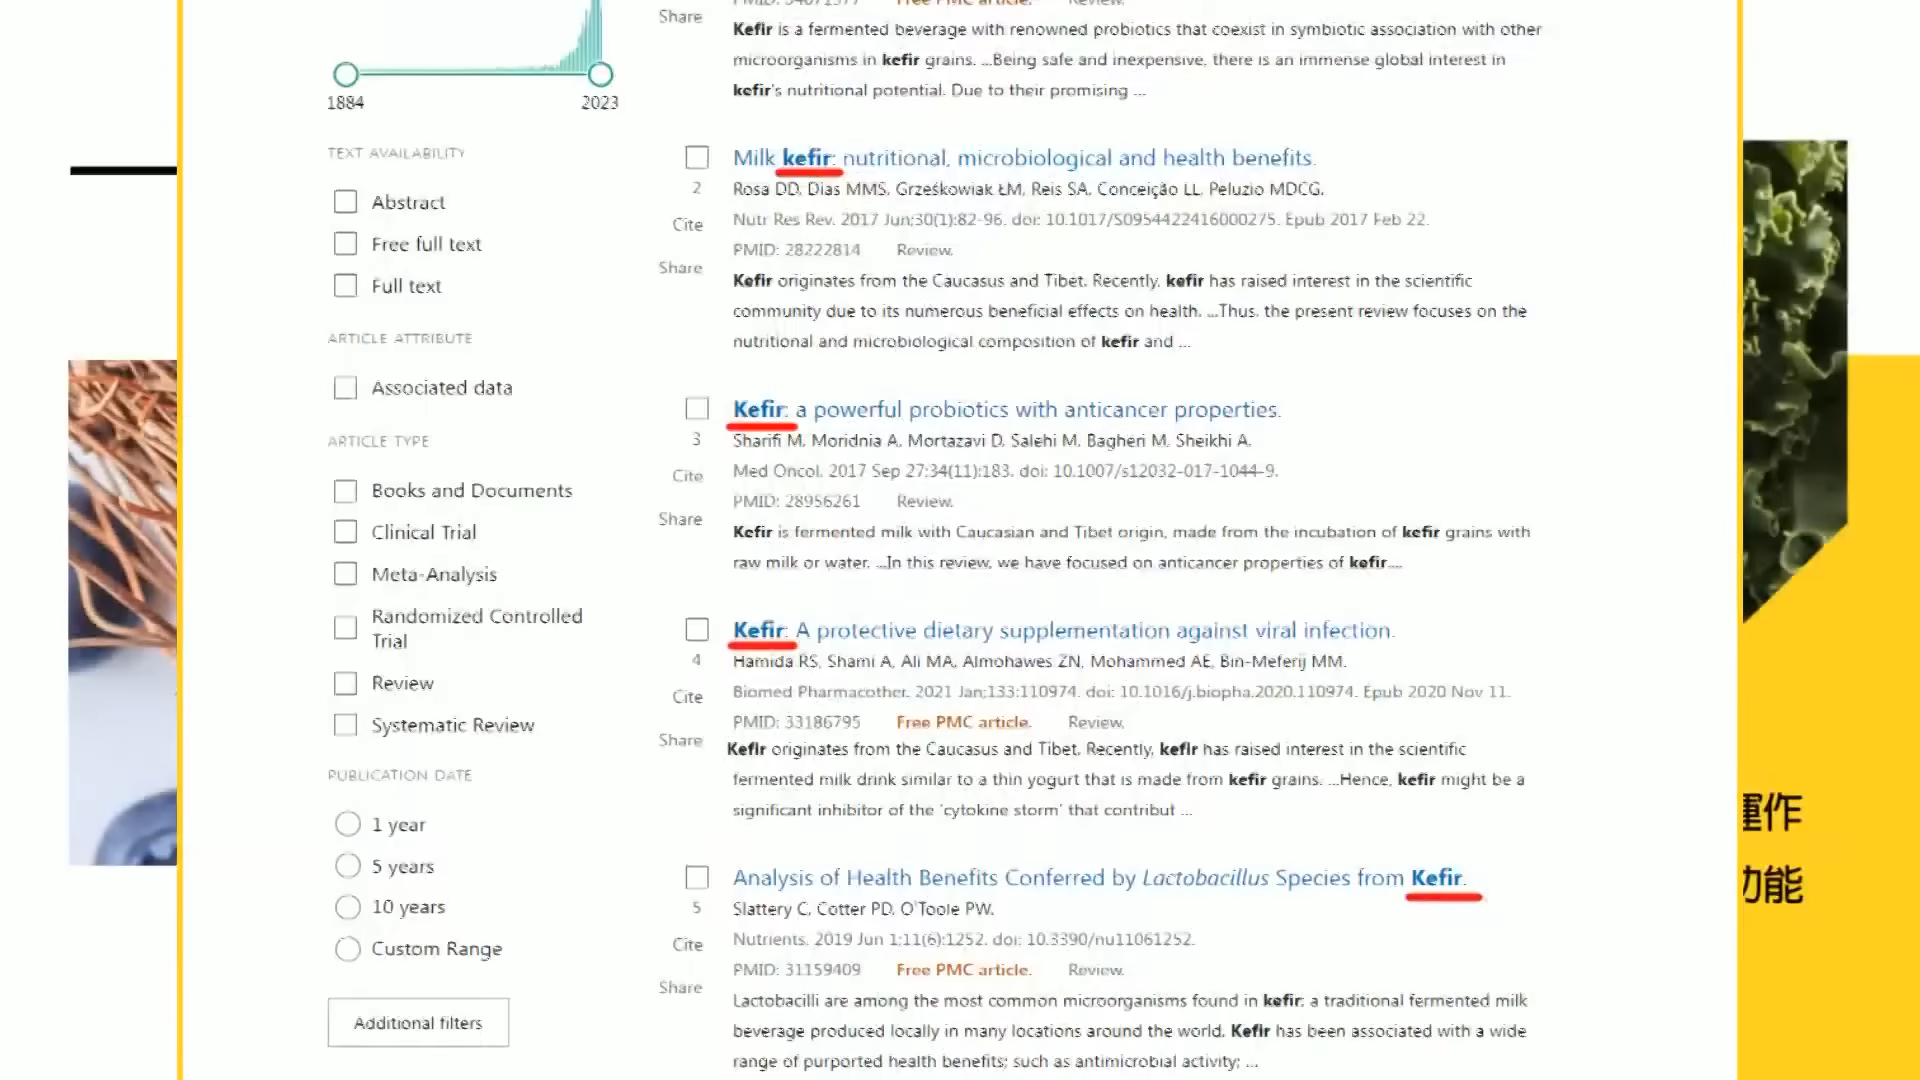 1884
2023
TEXT AVAILABILITY
Abstract
Free full text
Full text
ARTICLE ATTRIBUTE
Associated data
ARTICLE TYPE
Books and Documents
Clinical Trial
Meta-Analysis
Randomized Controlled
Trial
Review
Systematic Review
PUBLICATION DATE
1 year
5 years
10 years
Custom Range
Additional filters
Share
Free PMC article.
Review.
Kefir is a fermented beverage with renowned probiotics that coexist in symbiotic association with other
microorganisms in kefir grains. ...Being safe and inexpensive, there is an immense global interest in
kefir's nutritional potential. Due to their promising ...
Milk kefir: nutritional, microbiological and health benefits.
2
Rosa DD, Dias MMS, Grześkowiak ŁM, Reis SA, Conceição LL, Peluzio MDCG.
Cite
Nutr Res Rev. 2017 Jun;30(1):82-96. doi: 10.1017/S0954422416000275. Epub 2017 Feb 22.
PMID: 28222814 Review.
Share
Kefir originates from the Caucasus and Tibet. Recently, kefir has raised interest in the scientific
community due to its numerous beneficial effects on health. ...Thus, the present review focuses on the
nutritional and microbiological composition of kefir and ...
Kefir: a powerful probiotics with anticancer properties.
3
Sharifi M, Moridnia A, Mortazavi D, Salehi M, Bagheri M, Sheikhi A.
Cite
Med Oncol. 2017 Sep 27;34(11):183. doi: 10.1007/s12032-017-1044-9.
PMID: 28956261 Review.
Share
Kefir is fermented milk with Caucasian and Tibet origin, made from the incubation of kefir grains with
raw milk or water. ...In this review, we have focused on anticancer properties of kefir....
Kefir: A protective dietary supplementation against viral infection.
4
Hamida RS, Shami A, Ali MA, Almohawes ZN, Mohammed AE, Bin-Meferij MM.
Cite
Biomed Pharmacother. 2021 Jan;133:110974. doi: 10.1016/j.biopha.2020.110974. Epub 2020 Nov 11.
PMID: 33186795 Free PMC article. Review.
Share
Kefir originates from the Caucasus and Tibet. Recently, kefir has raised interest in the scientific
fermented milk drink similar to a thin yogurt that is made from kefir grains. ...Hence, kefir might be a
significant inhibitor of the 'cytokine storm' that contribut ...
Analysis of Health Benefits Conferred by Lactobacillus Species from Kefir.
5
Slattery C, Cotter PD, O'Toole PW.
Cite
Nutrients. 2019 Jun 1;11(6):1252. doi: 10.3390/nu11061252.
PMID: 31159409 Free PMC article. Review.
Share
Lactobacilli are among the most common microorganisms found in kefir; a traditional fermented milk
beverage produced locally in many locations around the world. Kefir has been associated with a wide
range of purported health benefits; such as antimicrobial activity; ...
運作
功能